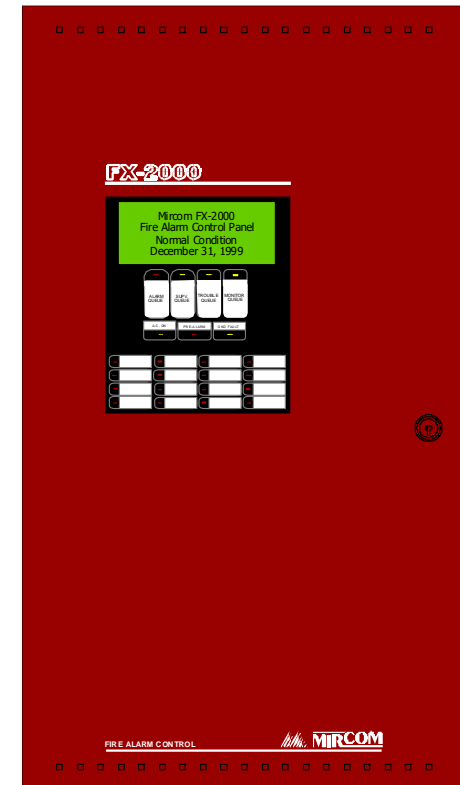 FX-2000
Mircom FX-2000
Fire Alarm Control Panel
Normal Condition
December 31, 1999
ALARM QUEUE
SUPV. QUEUE
TROUBLE QUEUE
MONITOR QUEUE
A.C. ON
PRE-ALARM
GND FAULT
FIRE ALARM CONTROL
MIRCOM